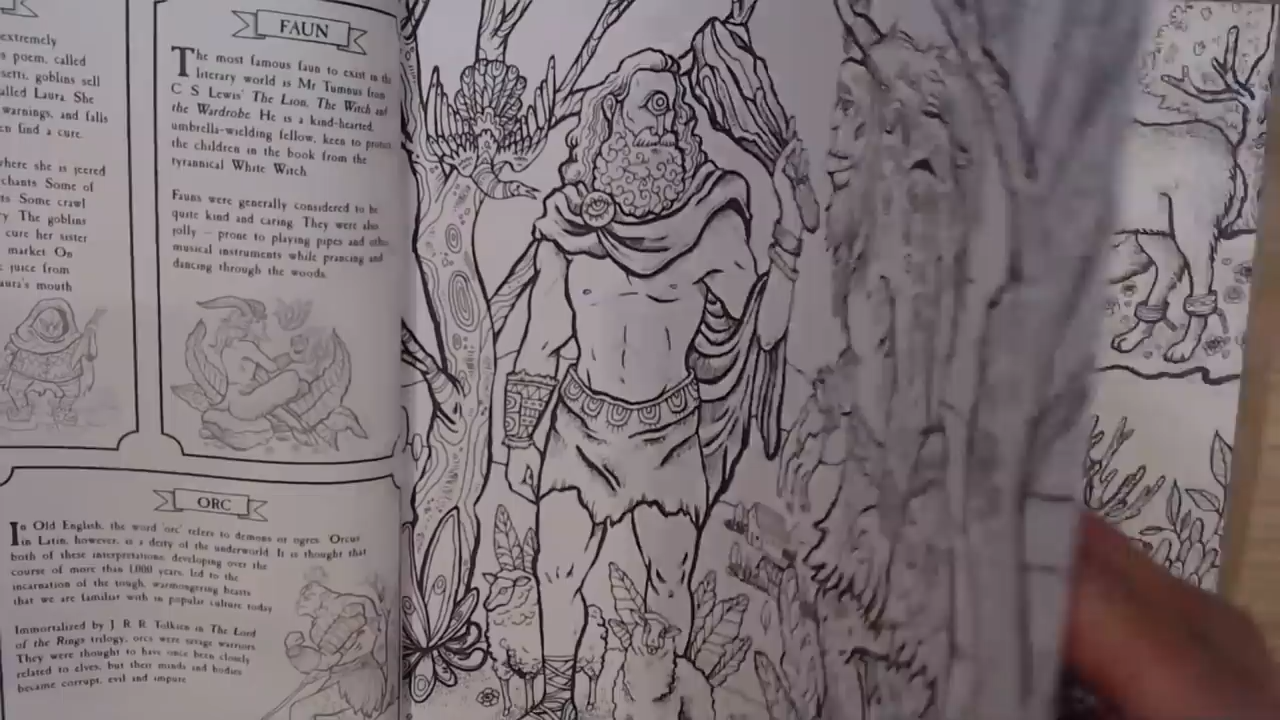 extremely
s poem, called
setti, goblins sell
alled Laura. She
warnings, and falls
en find a cure.
where she is jeered
chants Some of
ts Some crawl
ry. The goblins
cure her sister
market On
juice from
aura's mouth
FAUN
The most famous faun to exist in the
literary world is Mr Tumnus from
C S Lewis' The Lion, The Witch and
the Wardrobe He is a kind-hearted,
umbrella-wielding fellow, keen to protect
the children in the book from the
tyrannical White Witch
Fauns were generally considered to be
quite kind and caring. They were also
jolly – prone to playing pipes and other
musical instruments while prancing and
dancing through the woods.
ORC
In Old English, the word 'orc' refers to demons or ogres. 'Orcus'
in Latin, however, is a deity of the underworld. It is thought that
both of these interpretations, developing over the
course of more than 1,000 years, led to the
incarnation of the tough, warmongering beasts
that we are familiar with in popular culture today
Immortalized by J. R. R. Tolkien in The Lord
of the Rings trilogy, orcs were savage warriors.
They were thought to have once been closely
related to elves, but their minds and bodies
became corrupt, evil and impure